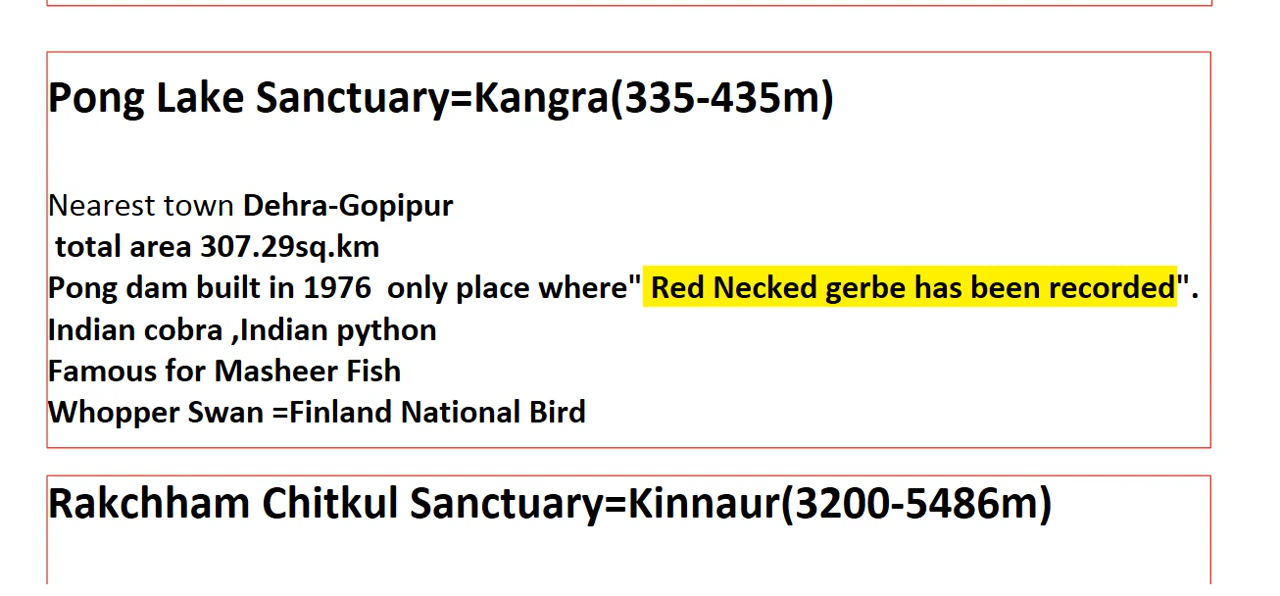 Pong Lake Sanctuary=Kangra(335-435m)
Nearest town Dehra-Gopipur
total area 307.29sq.km
Pong dam built in 1976 only place where" Red Necked gerbe has been recorded".
Indian cobra ,Indian python
Famous for Masheer Fish
Whopper Swan =Finland National Bird
Rakchham Chitkul Sanctuary=Kinnaur(3200-5486m)